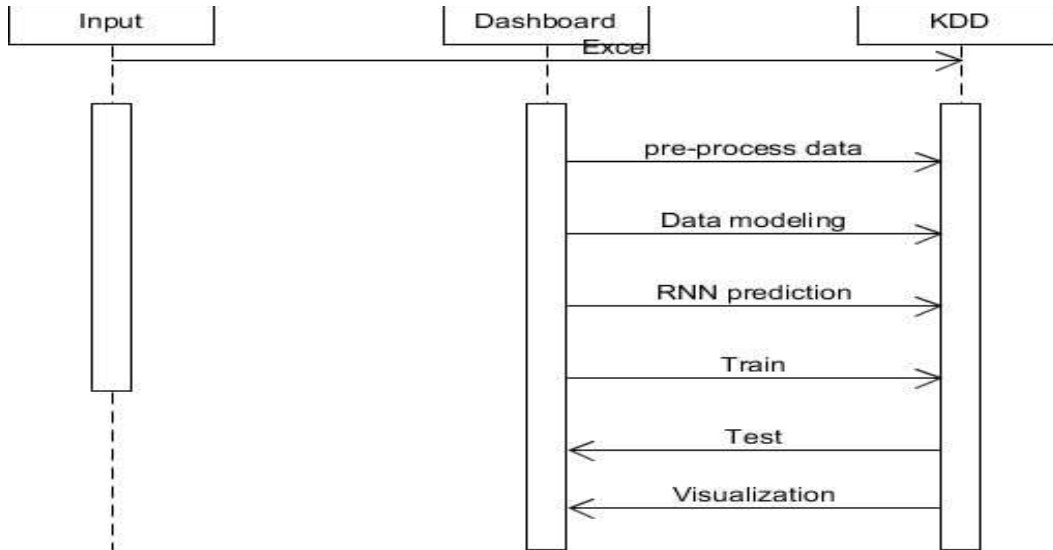 Input
Dashboard
KDD
Excel
pre-process data
Data modeling
RNN prediction
Train
Test
Visualization